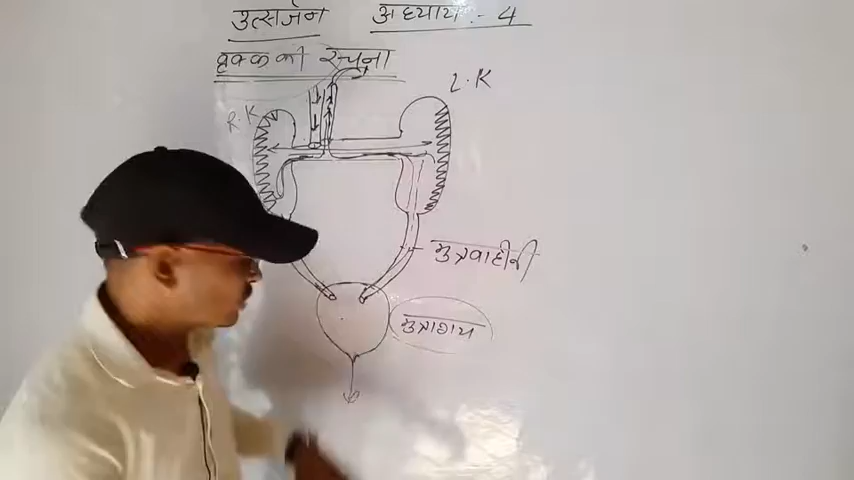 उत्सर्जन अध्याय :- 4
वृक्क की रचना
L.K
R.K
मुत्रवाहीनी
मुत्राशय